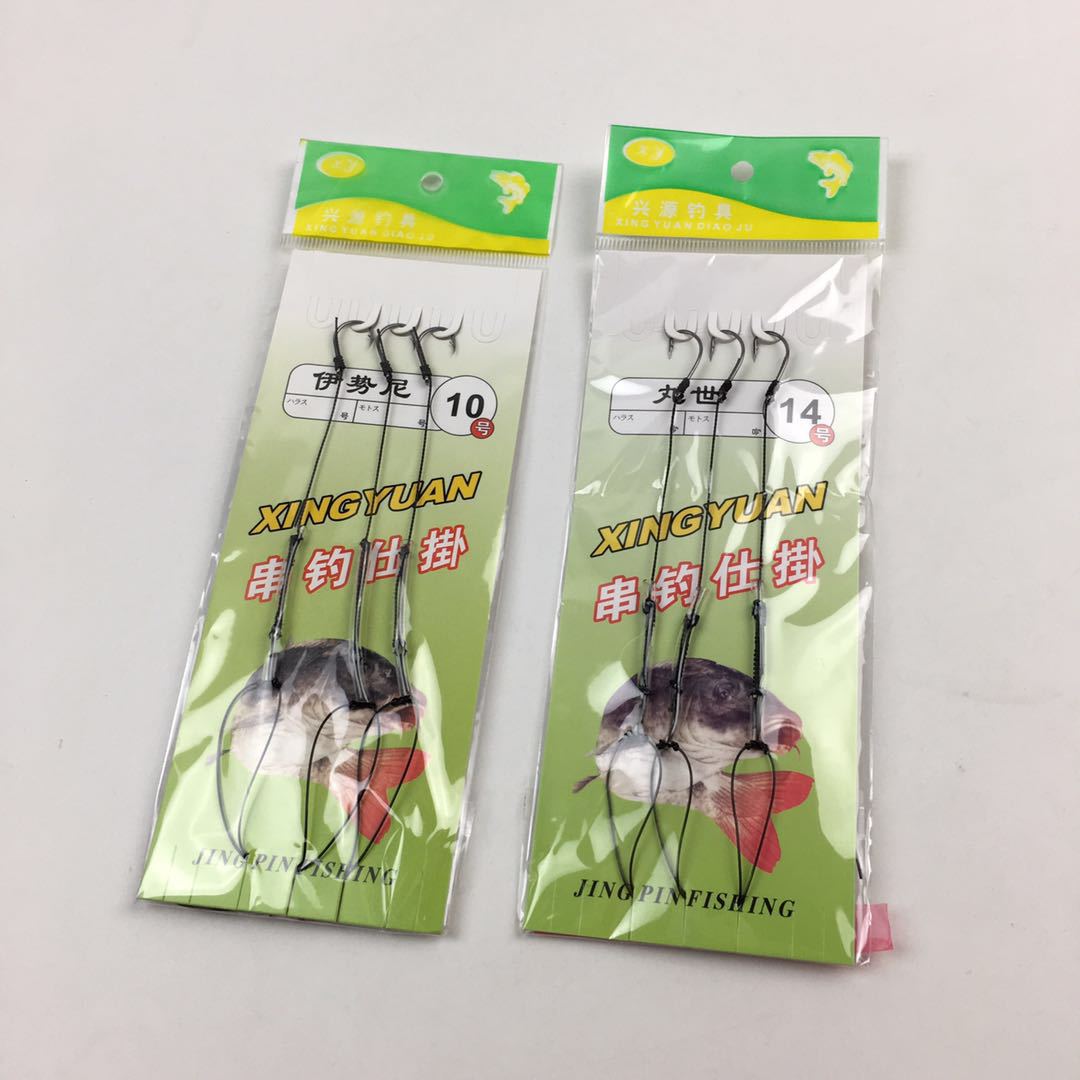 兴源钓具
XING YUAN DIAO JU
伊势尼
ハラス
号
モトス
号
10
号
XINGYUAN
串钓仕掛
JING PIN FISHING
兴源钓具
XING YUAN DIAO JU
丸世
ハラス
モトス
14
号
XINGYUAN
串钓仕掛
JING PIN FISHING